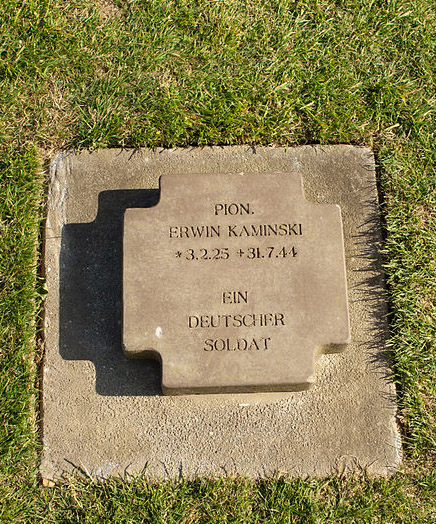 PION.
ERWIN KAMINSKI
*3.2.25 +31.7.44
EIN
DEUTSCHER
SOLDAT